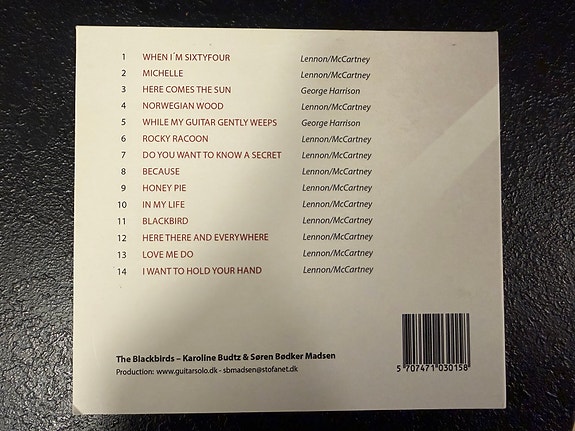 1 WHEN I´M SIXTYFOUR Lennon/McCartney
2 MICHELLE Lennon/McCartney
3 HERE COMES THE SUN George Harrison
4 NORWEGIAN WOOD Lennon/McCartney
5 WHILE MY GUITAR GENTLY WEEPS George Harrison
6 ROCKY RACOON Lennon/McCartney
7 DO YOU WANT TO KNOW A SECRET Lennon/McCartney
8 BECAUSE Lennon/McCartney
9 HONEY PIE Lennon/McCartney
10 IN MY LIFE Lennon/McCartney
11 BLACKBIRD Lennon/McCartney
12 HERE THERE AND EVERYWHERE Lennon/McCartney
13 LOVE ME DO Lennon/McCartney
14 I WANT TO HOLD YOUR HAND Lennon/McCartney
The Blackbirds – Karoline Budtz & Søren Bødker Madsen
Production: www.guitarsolo.dk - sbmadsen@stofanet.dk
5 707471 030158